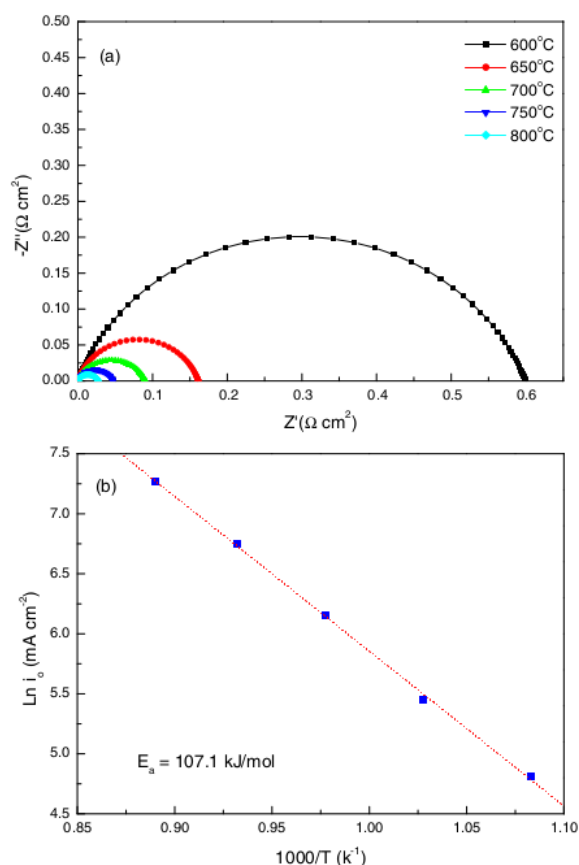 0.50
0.45
0.40
0.35
0.30
0.25
0.20
0.15
0.10
0.05
0.00
-Z''(Ω cm²)
(a)
600°C
650°C
700°C
750°C
800°C
0.0 0.1 0.2 0.3 0.4 0.5 0.6
Z'(Ω cm²)
7.5
7.0
6.5
6.0
5.5
5.0
4.5
Ln i₀ (mA cm⁻²)
(b)
Eₐ = 107.1 kJ/mol
0.85 0.90 0.95 1.00 1.05 1.10
1000/T (k⁻¹)